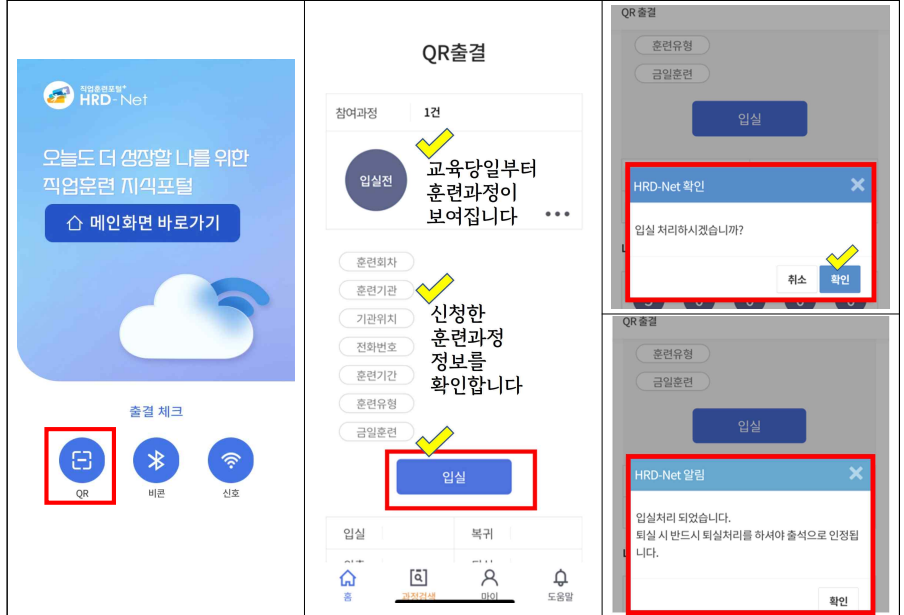 직업훈련포털
HRD-Net
오늘도 더 성장할 나를 위한
직업훈련 지식포털
메인화면 바로가기
출결 체크
QR
비콘
신호
QR출결
참여과정 1건
입실전
교육당일부터
훈련과정이
보여집니다
훈련회차
훈련기관
기관위치
전화번호
훈련기간
훈련유형
금일훈련
신청한
훈련과정
정보를
확인합니다
입실
입실 복귀
홈
과정검색
마이
도움말
QR출결
훈련유형
금일훈련
입실
HRD-Net 확인
입실 처리하시겠습니까?
취소 확인
QR출결
훈련유형
금일훈련
입실
HRD-Net 알림
입실처리 되었습니다.
퇴실 시 반드시 퇴실처리를 하셔야 출석으로 인정됩
니다.
확인